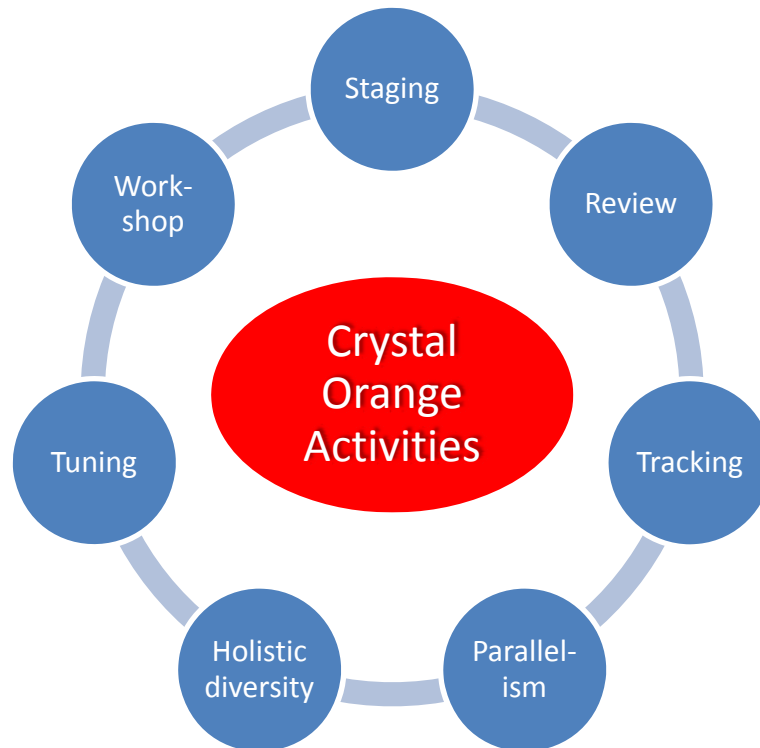 Staging
Review
Tracking
Parallel-
ism
Holistic
diversity
Tuning
Work-
shop
Crystal
Orange
Activities